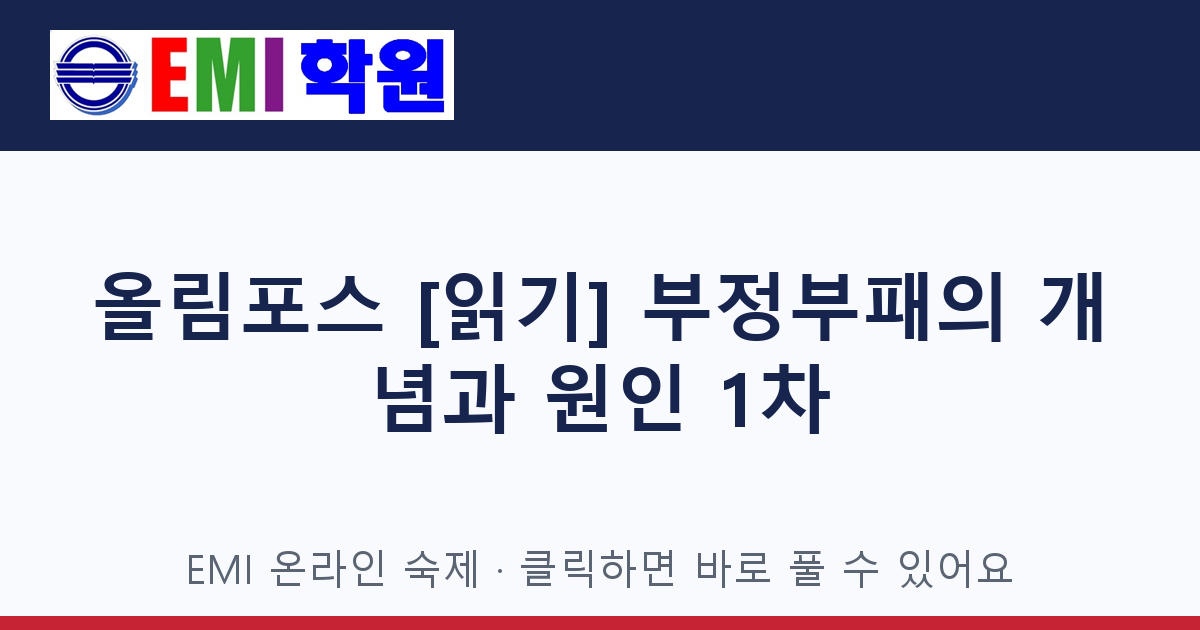 EMI 학원
올림포스 [읽기] 부정부패의 개
념과 원인 1차
EMI 온라인 숙제 · 클릭하면 바로 풀 수 있어요